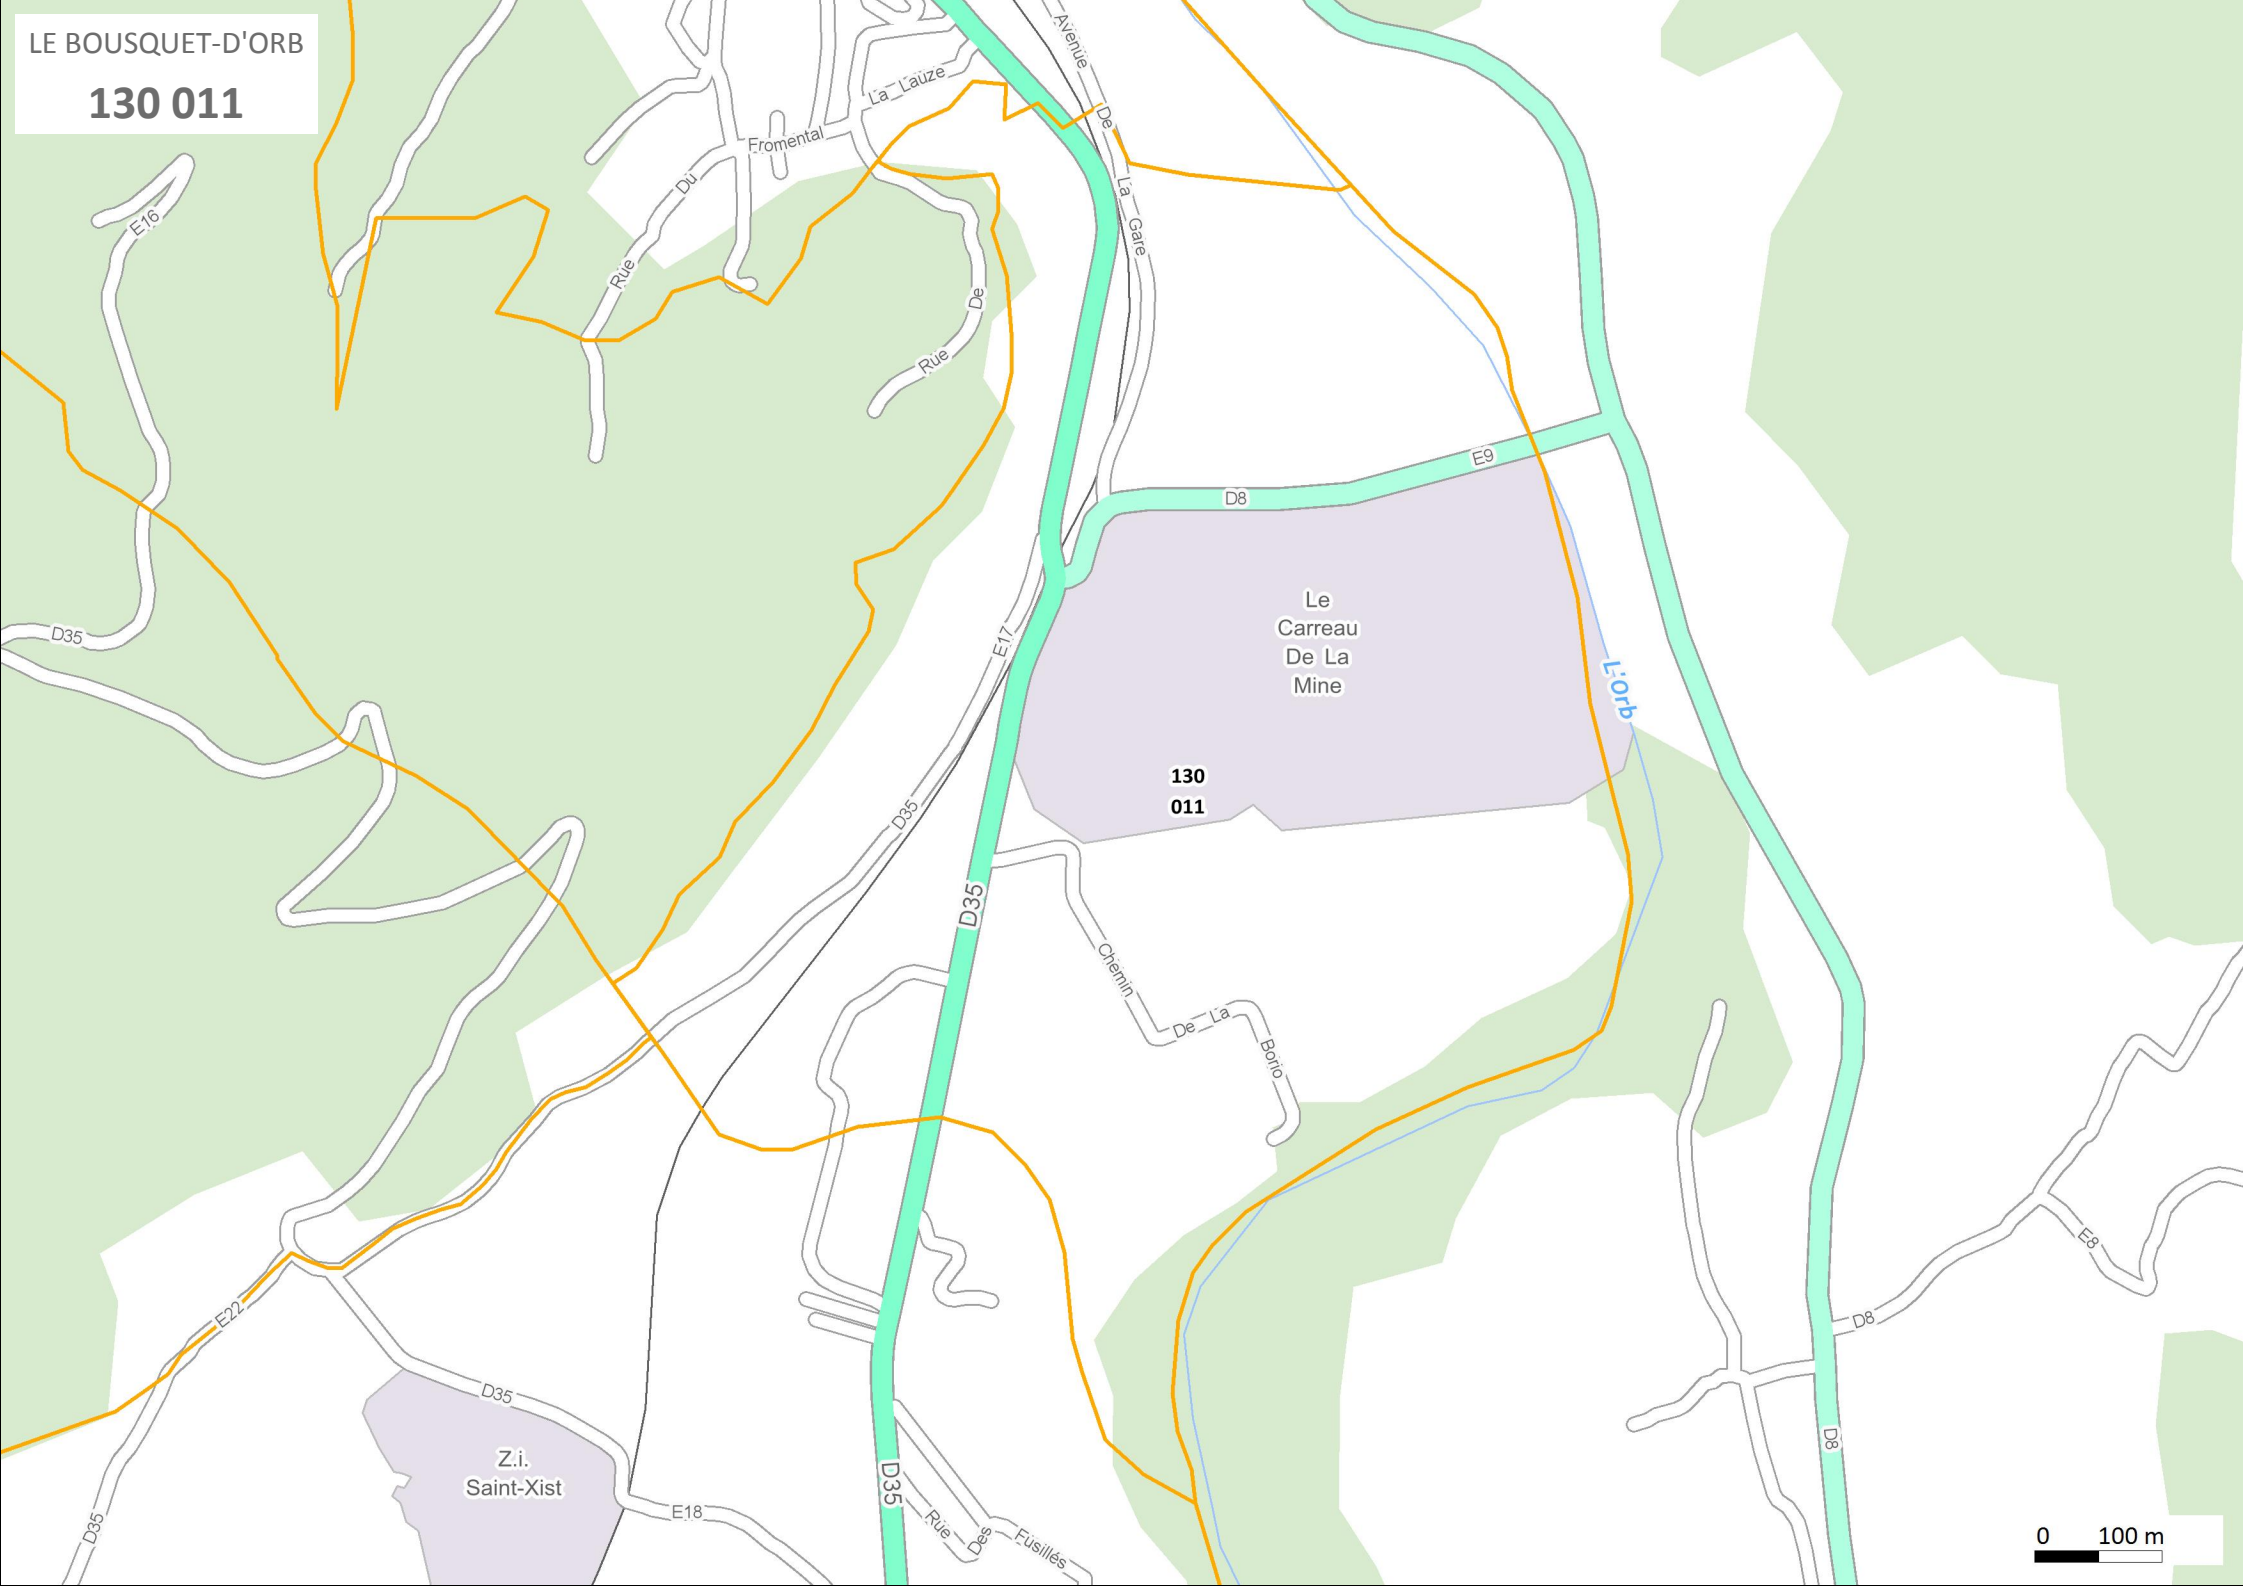 LE BOUSQUET-D'ORB
130 011
Avenue
De
La
Gare
La Lauze
Fromental
Du
Rue
E16
De
Rue
E9
D8
D35
E17
Le
Carreau
De La
Mine
L'Orb
130
011
D35
D35
Chemin
De La
Borio
E8
D8
E22
D35
D8
Z.i.
Saint-Xist
D35
E18
D35
Rue
Des
Fusillés
0 100 m